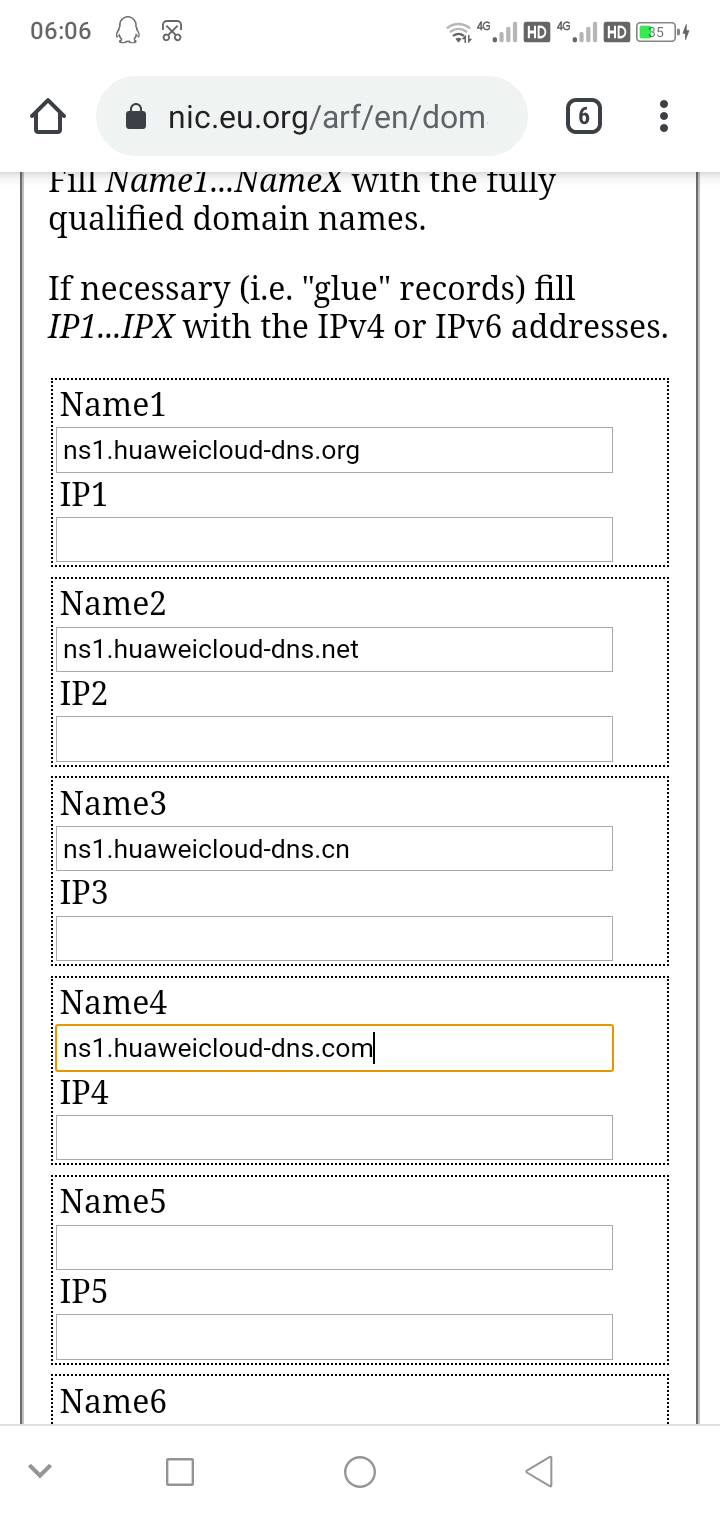 06:06
4G HD 4G HD 35
nic.eu.org/arf/en/dom
6
Fill Name1...NameX with the fully
qualified domain names.
If necessary (i.e. "glue" records) fill
IP1...IPX with the IPv4 or IPv6 addresses.
Name1
ns1.huaweicloud-dns.org
IP1
Name2
ns1.huaweicloud-dns.net
IP2
Name3
ns1.huaweicloud-dns.cn
IP3
Name4
ns1.huaweicloud-dns.com
IP4
Name5
IP5
Name6